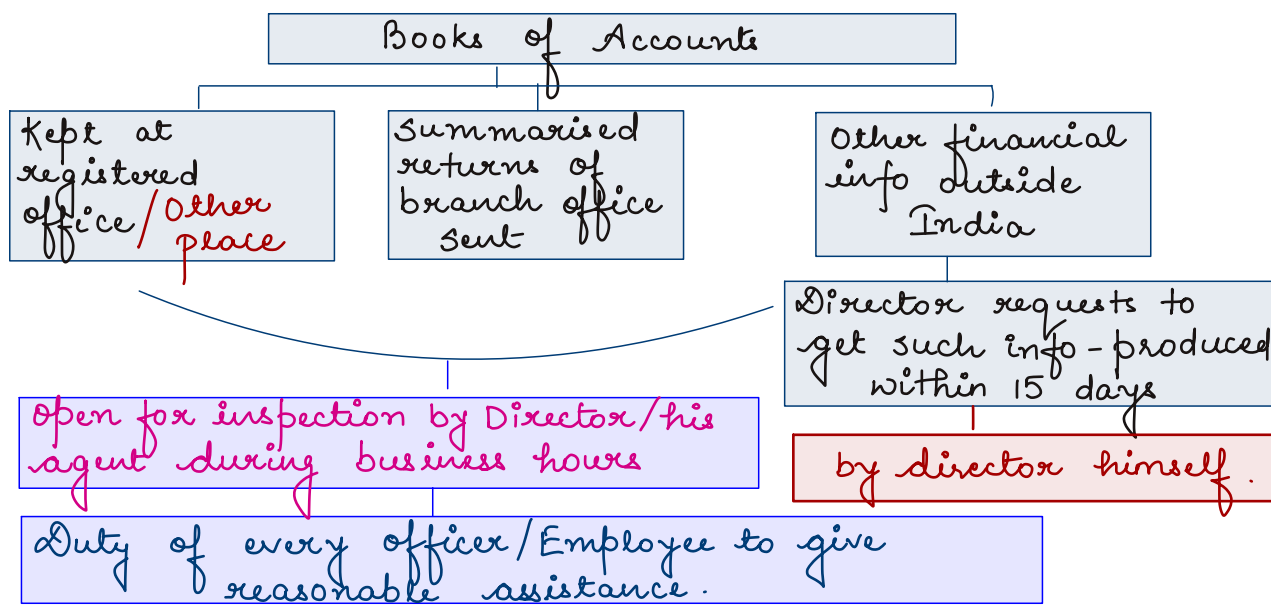 Books of Accounts
Kept at
registered
office/Other
place
Summarised
returns of
branch office
sent
Other financial
info outside
India
Director requests to
get such info-produced
within 15 days
by director himself.
Open for inspection by Director/his
agent during business hours
Duty of every officer/Employee to give
reasonable assistance.